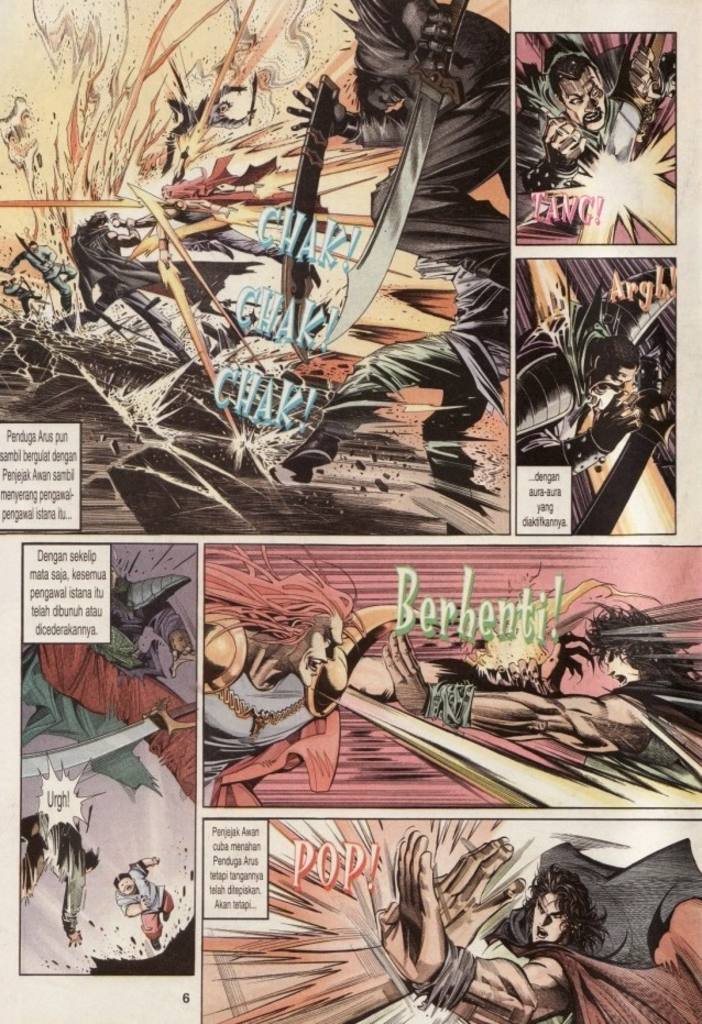 CHAK!
CHAK!
CHAK!
Penduga Arus pun
sambil bergulat dengan
Penjejak Awan sambil
menyerang pengawal-
pengawal istana itu...
TANG!
Argh!
...dengan
aura-aura
yang
diaktifkannya.
Dengan sekelip
mata saja, kesemua
pengawal istana itu
telah dibunuh atau
dicederakannya.
Urgh!
Berhenti!
Penjejak Awan
cuba menahan
Penduga Arus
tetapi tangannya
telah ditepiskan.
Akan tetapi...
POP!
6